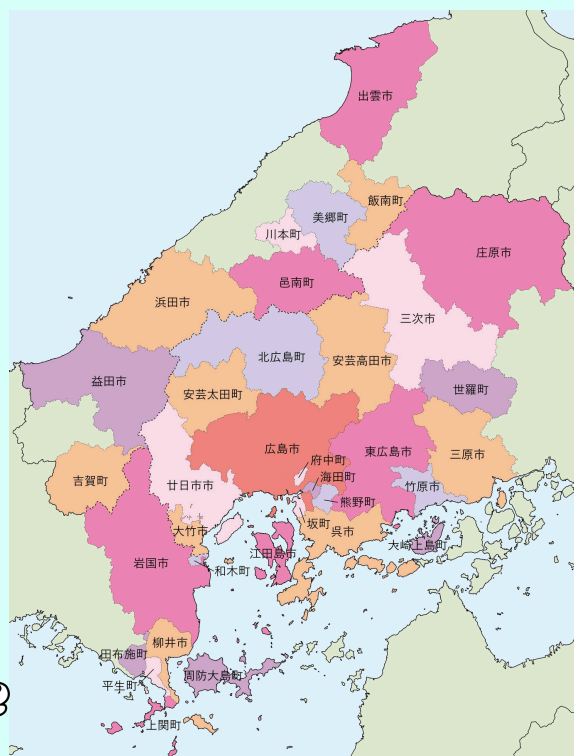 出雲市
飯南町
美郷町
川本町
庄原市
邑南町
浜田市
三次市
北広島町
安芸高田市
益田市
安芸太田町
世羅町
広島市
府中町
東広島市
三原市
海田町
吉賀町
廿日市市
竹原市
熊野町
坂町
呉市
大竹市
大崎上島町
江田島市
岩国市
和木町
柳井市
田布施町
周防大島町
平生町
上関町